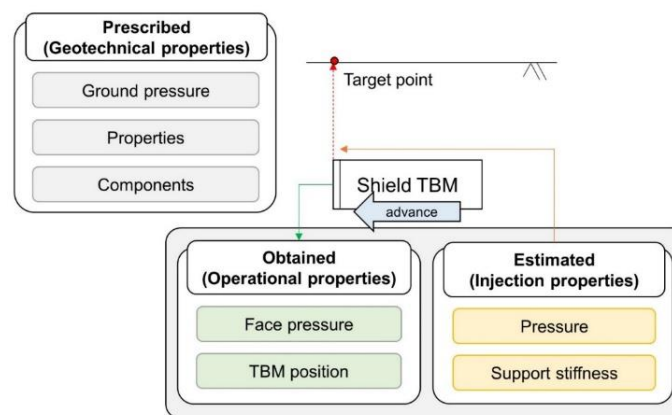 Prescribed
(Geotechnical properties)
Ground pressure
Properties
Components
Target point
Shield TBM
advance
Obtained
(Operational properties)
Face pressure
TBM position
Estimated
(Injection properties)
Pressure
Support stiffness